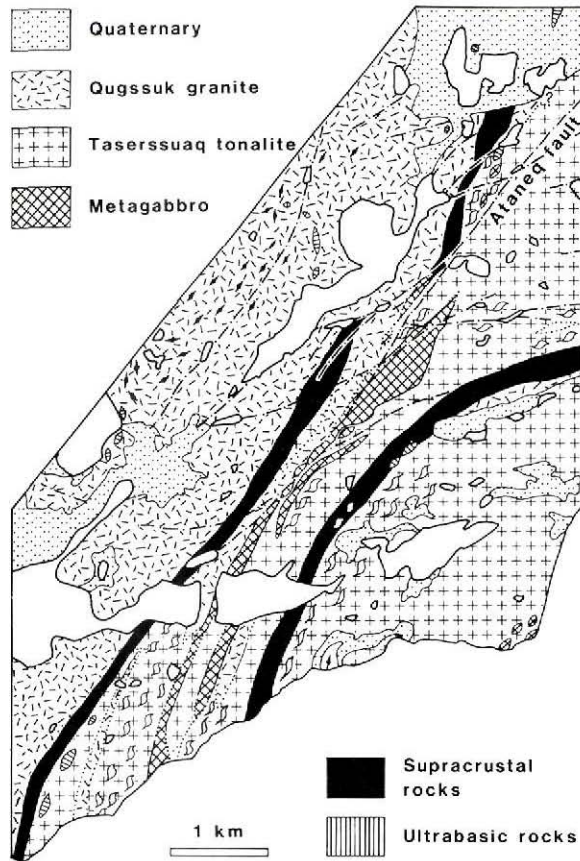 Quaternary
Qugssuk granite
Taserssuaq tonalite
Metagabbro
?
Ataneq fault
Supracrustal
rocks
1 km
Ultrabasic rocks